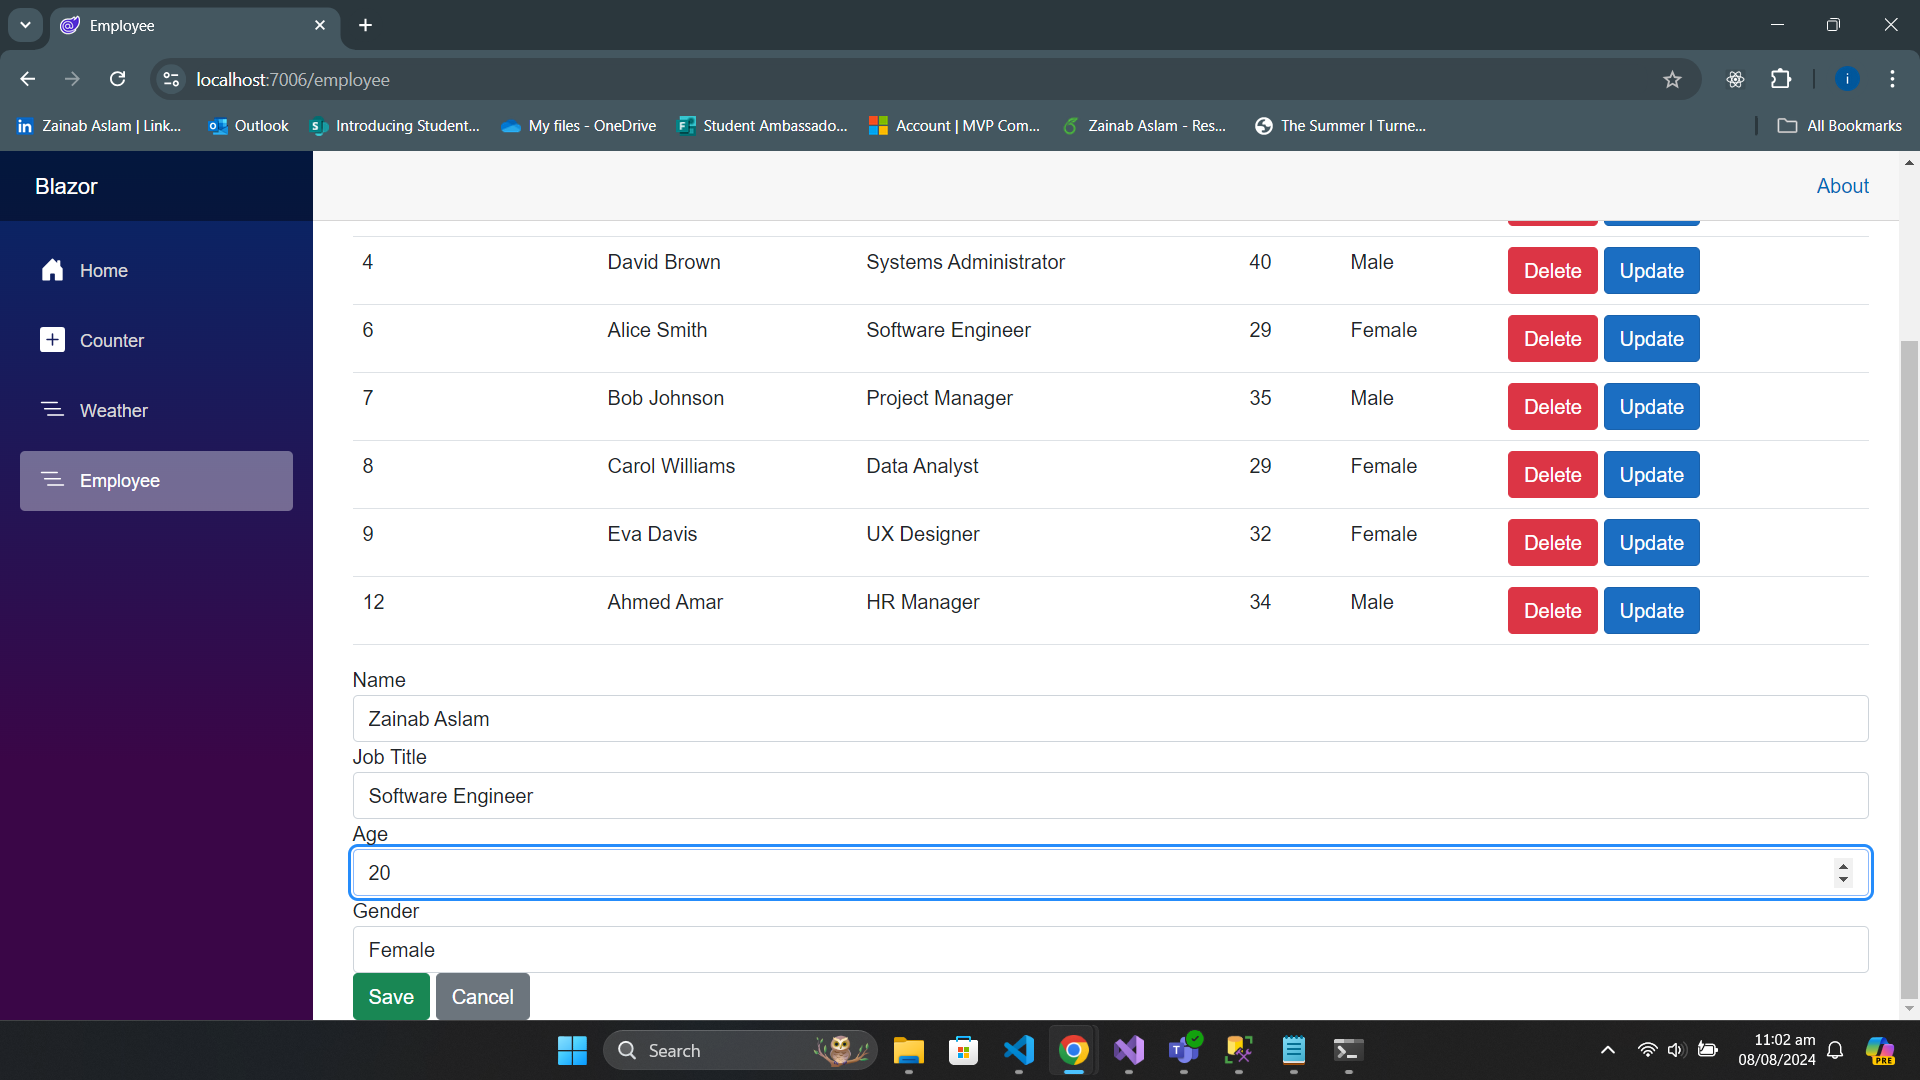 Employee
localhost:7006/employee
i
Zainab Aslam | Link...
Outlook
Introducing Student...
My files - OneDrive
Student Ambassado...
Account | MVP Com...
Zainab Aslam - Res...
The Summer I Turne...
All Bookmarks
Blazor
About
Home
Counter
Weather
Employee
4 David Brown Systems Administrator 40 Male Delete Update
6 Alice Smith Software Engineer 29 Female Delete Update
7 Bob Johnson Project Manager 35 Male Delete Update
8 Carol Williams Data Analyst 29 Female Delete Update
9 Eva Davis UX Designer 32 Female Delete Update
12 Ahmed Amar HR Manager 34 Male Delete Update
Name
Zainab Aslam
Job Title
Software Engineer
Age
20
Gender
Female
Save Cancel
Search
11:02 am
08/08/2024
PRE